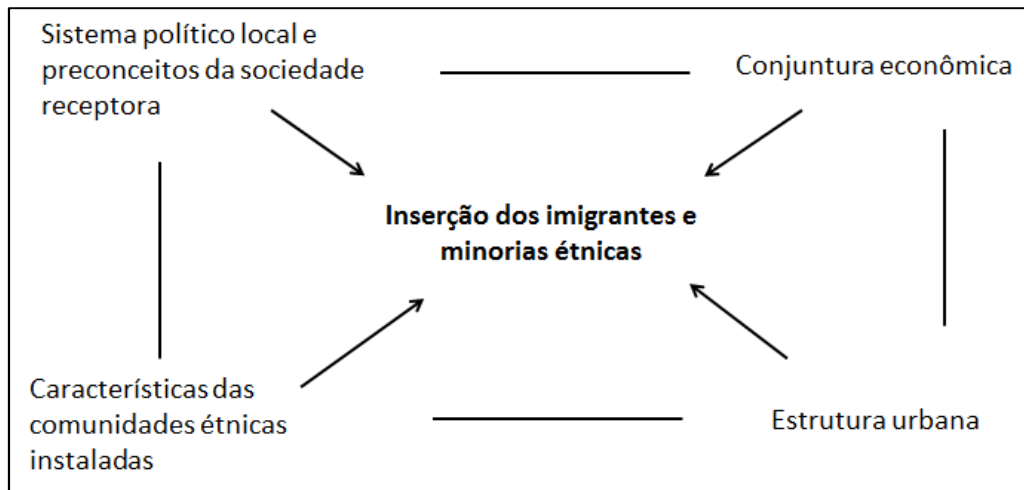 Sistema político local e
preconceitos da sociedade
receptora
Conjuntura econômica
Inserção dos imigrantes e
minorias étnicas
Características das
comunidades étnicas
instaladas
Estrutura urbana